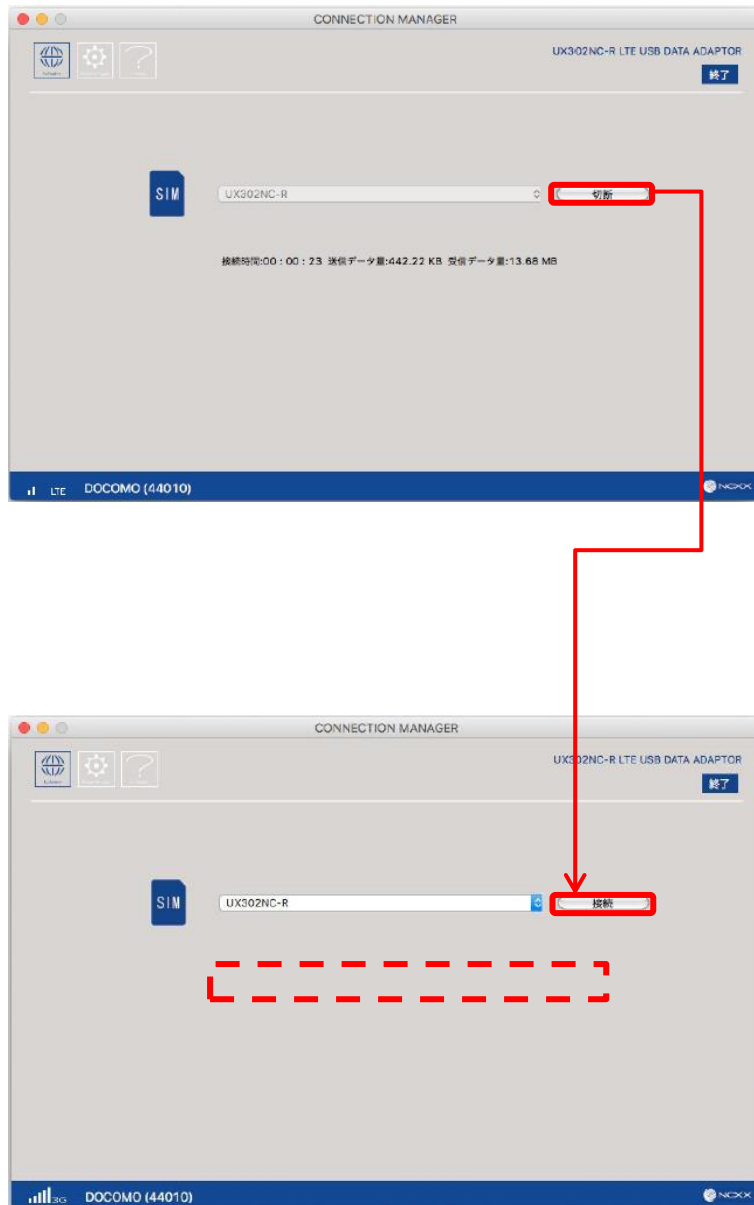 CONNECTION MANAGER
UX302NC-R LTE USB DATA ADAPTOR
終了
SIM
UX302NC-R
切断
接続時間:00 : 00 : 23 送信データ量:442.22 KB 受信データ量:13.68 MB
LTE DOCOMO (44010)
NCXX
CONNECTION MANAGER
UX302NC-R LTE USB DATA ADAPTOR
終了
SIM
UX302NC-R
接続
3G DOCOMO (44010)
NCXX